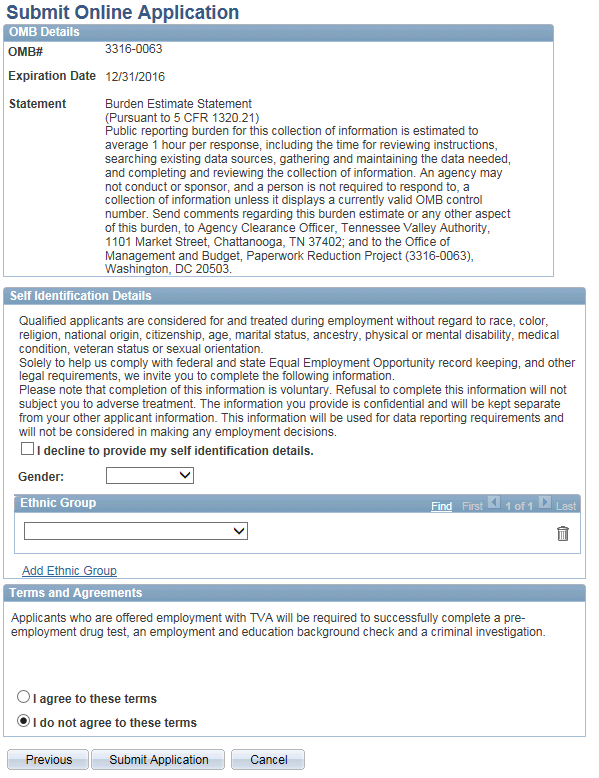 Submit Online Application
OMB Details
OMB# 3316-0063
Expiration Date 12/31/2016
Statement Burden Estimate Statement
(Pursuant to 5 CFR 1320.21)
Public reporting burden for this collection of information is estimated to
average 1 hour per response, including the time for reviewing instructions,
searching existing data sources, gathering and maintaining the data needed,
and completing and reviewing the collection of information. An agency may
not conduct or sponsor, and a person is not required to respond to, a
collection of information unless it displays a currently valid OMB control
number. Send comments regarding this burden estimate or any other aspect
of this burden, to Agency Clearance Officer, Tennessee Valley Authority,
1101 Market Street, Chattanooga, TN 37402; and to the Office of
Management and Budget, Paperwork Reduction Project (3316-0063),
Washington, DC 20503.
Self Identification Details
Qualified applicants are considered for and treated during employment without regard to race, color,
religion, national origin, citizenship, age, marital status, ancestry, physical or mental disability, medical
condition, veteran status or sexual orientation.
Solely to help us comply with federal and state Equal Employment Opportunity record keeping, and other
legal requirements, we invite you to complete the following information.
Please note that completion of this information is voluntary. Refusal to complete this information will not
subject you to adverse treatment. The information you provide is confidential and will be kept separate
from your other applicant information. This information will be used for data reporting requirements and
will not be considered in making any employment decisions.
I decline to provide my self identification details.
Gender:
Ethnic Group Find First 1 of 1 Last
Add Ethnic Group
Terms and Agreements
Applicants who are offered employment with TVA will be required to successfully complete a pre-
employment drug test, an employment and education background check and a criminal investigation.
I agree to these terms
I do not agree to these terms
Previous Submit Application Cancel